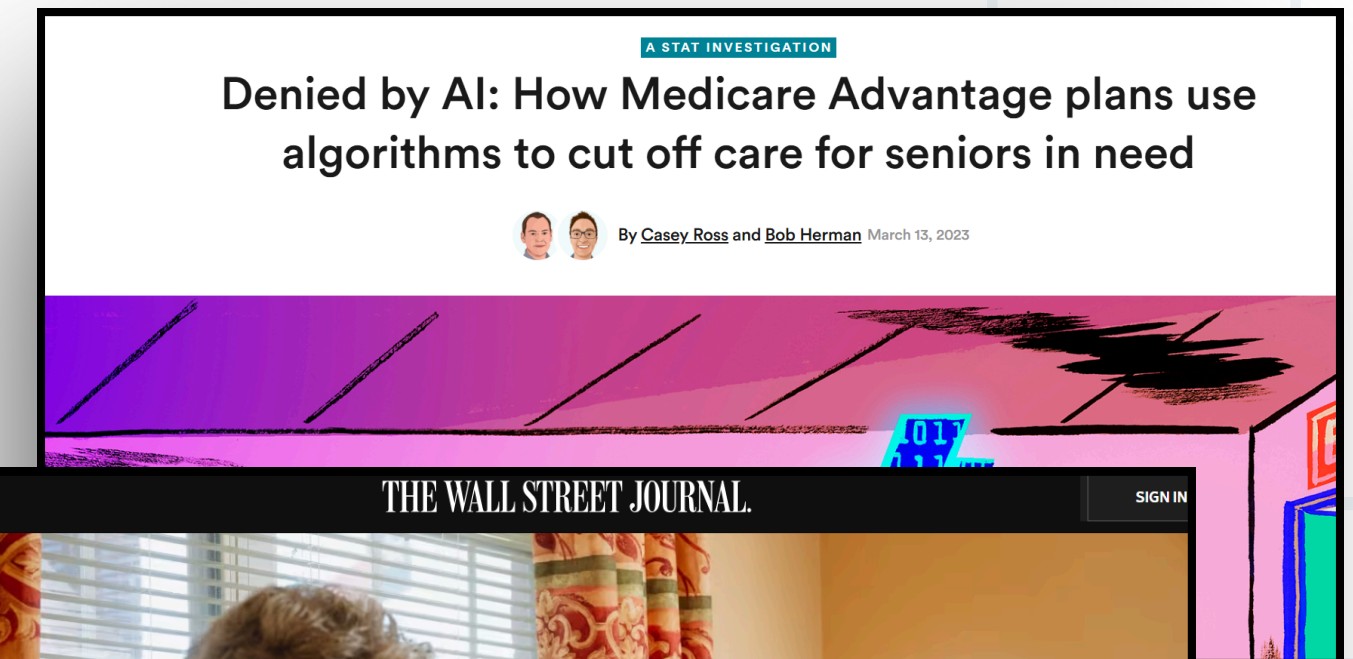 A STAT INVESTIGATION
Denied by AI: How Medicare Advantage plans use
algorithms to cut off care for seniors in need
By Casey Ross and Bob Herman March 13, 2023
1011
THE WALL STREET JOURNAL.
SIGN IN